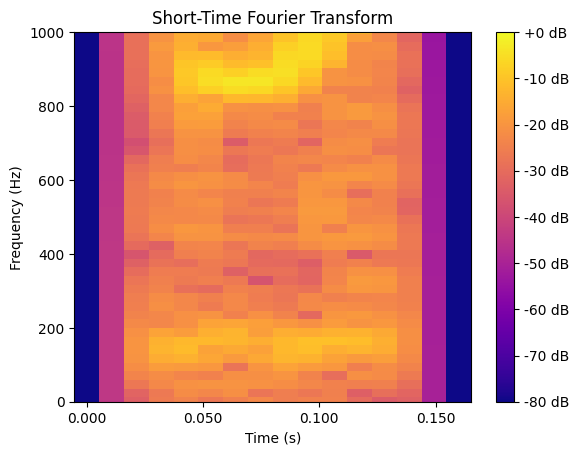 Short-Time Fourier Transform
1000
800
600
400
200
0
Frequency (Hz)
0.000
0.050
0.100
0.150
Time (s)
+0 dB
-10 dB
-20 dB
-30 dB
-40 dB
-50 dB
-60 dB
-70 dB
-80 dB